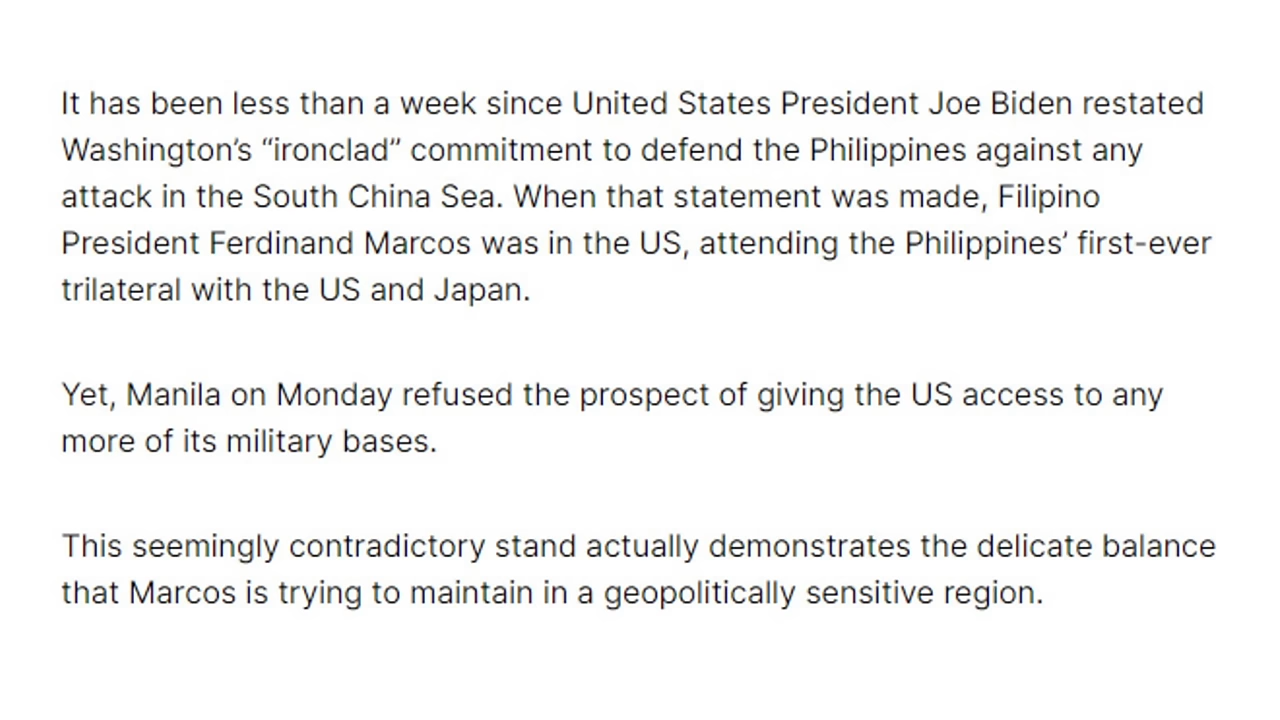 It has been less than a week since United States President Joe Biden restated
Washington’s “ironclad” commitment to defend the Philippines against any
attack in the South China Sea. When that statement was made, Filipino
President Ferdinand Marcos was in the US, attending the Philippines’ first-ever
trilateral with the US and Japan.
Yet, Manila on Monday refused the prospect of giving the US access to any
more of its military bases.
This seemingly contradictory stand actually demonstrates the delicate balance
that Marcos is trying to maintain in a geopolitically sensitive region.